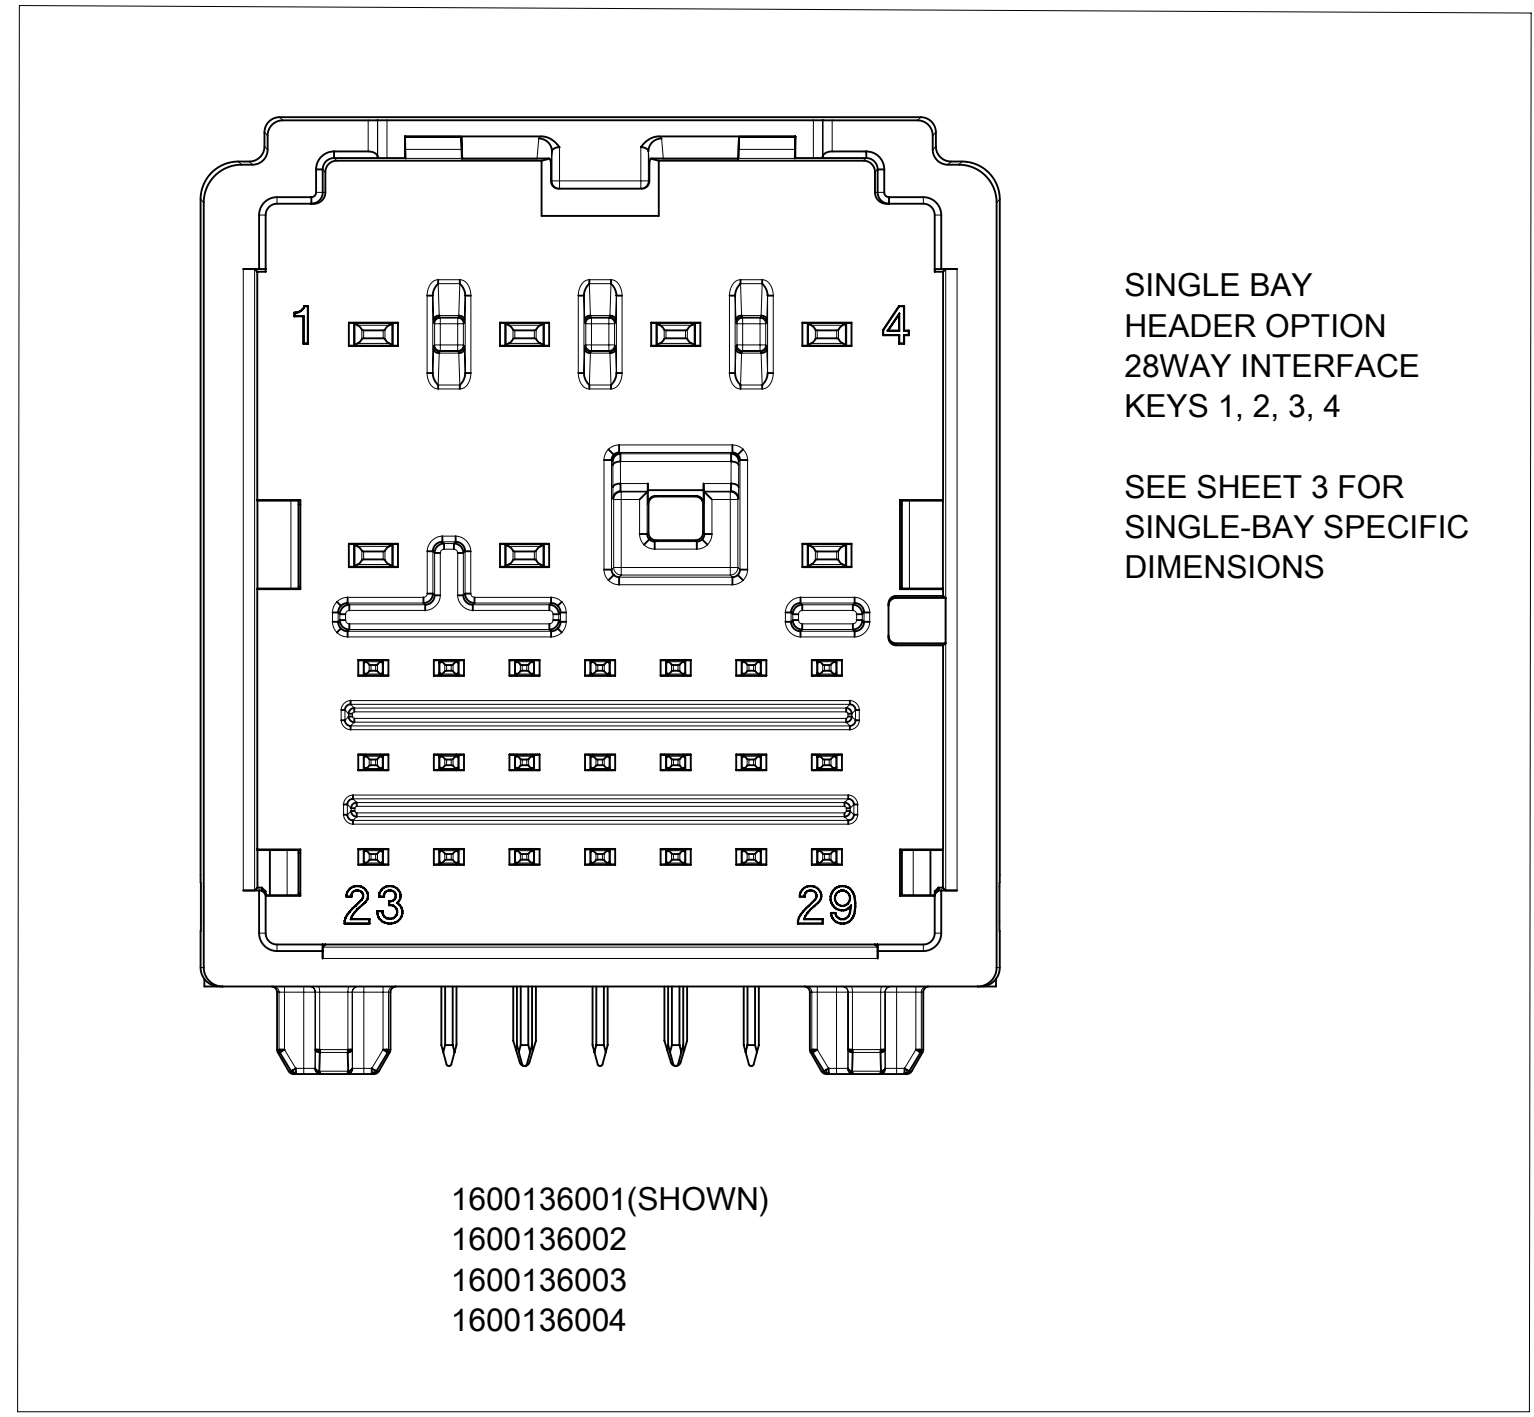 1
4
SINGLE BAY
HEADER OPTION
28WAY INTERFACE
KEYS 1, 2, 3, 4
SEE SHEET 3 FOR
SINGLE-BAY SPECIFIC
DIMENSIONS
23
29
1600136001(SHOWN)
1600136002
1600136003
1600136004